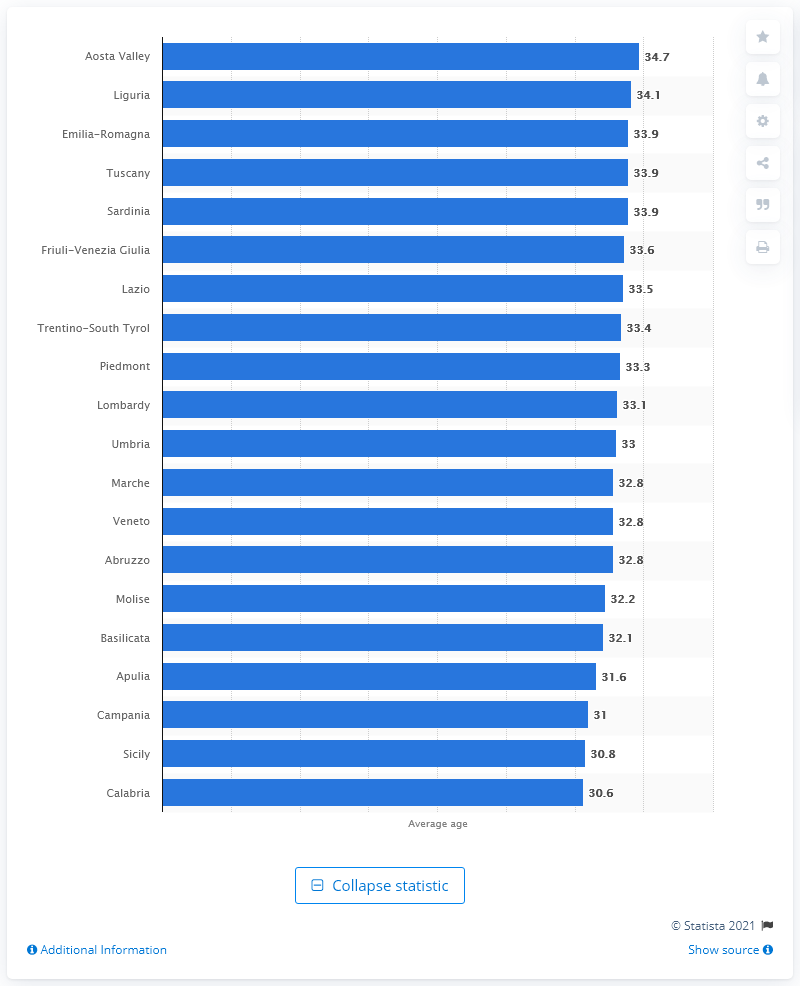 Aosta Valley 34.7
Liguria 34.1
Emilia-Romagna 33.9
Tuscany 33.9
Sardinia 33.9
Friuli-Venezia Giulia 33.6
Lazio 33.5
Trentino-South Tyrol 33.4
Piedmont 33.3
Lombardy 33.1
Umbria 33
Marche 32.8
Veneto 32.8
Abruzzo 32.8
Molise 32.2
Basilicata 32.1
Apulia 31.6
Campania 31
Sicily 30.8
Calabria 30.6
Average age
Collapse statistic
© Statista 2021
Additional Information Show source